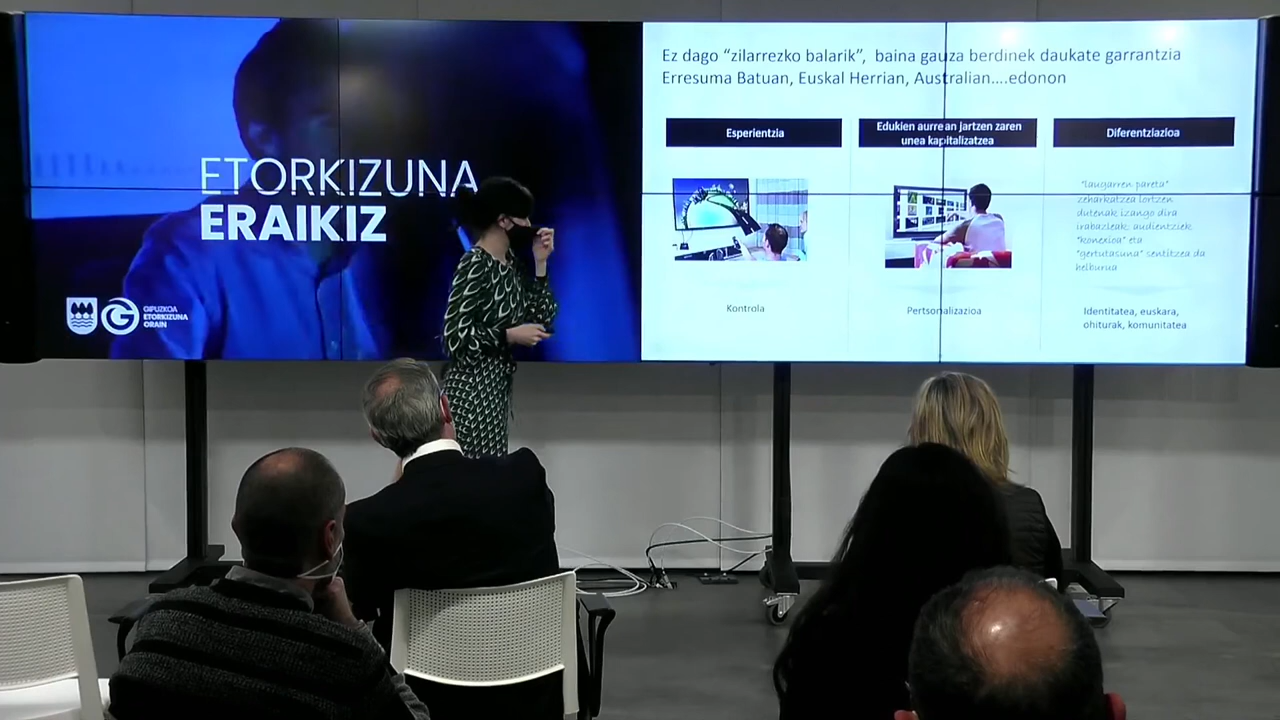 ETORKIZUNA
ERAIKIZ
GIPUZKOA
ETORKIZUNA
ORAIN
Ez dago “zilarrezko balarik”, baina gauza berdinek daukate garrantzia
Erresuma Batuan, Euskal Herrian, Australian....edonon
Esperientzia
Kontrola
Edukien aurrean jartzen zaren
unea kapitalizatzea
Pertsonalizazioa
Diferentziazioa
“laugarren pareta”
zeharkatzea lortzen
dutenak izango dira
irabazleak: audientziek
“konexioa” eta
“gertutasuna” sentitzea da
helburua
Identitatea, euskara,
ohiturak, komunitatea